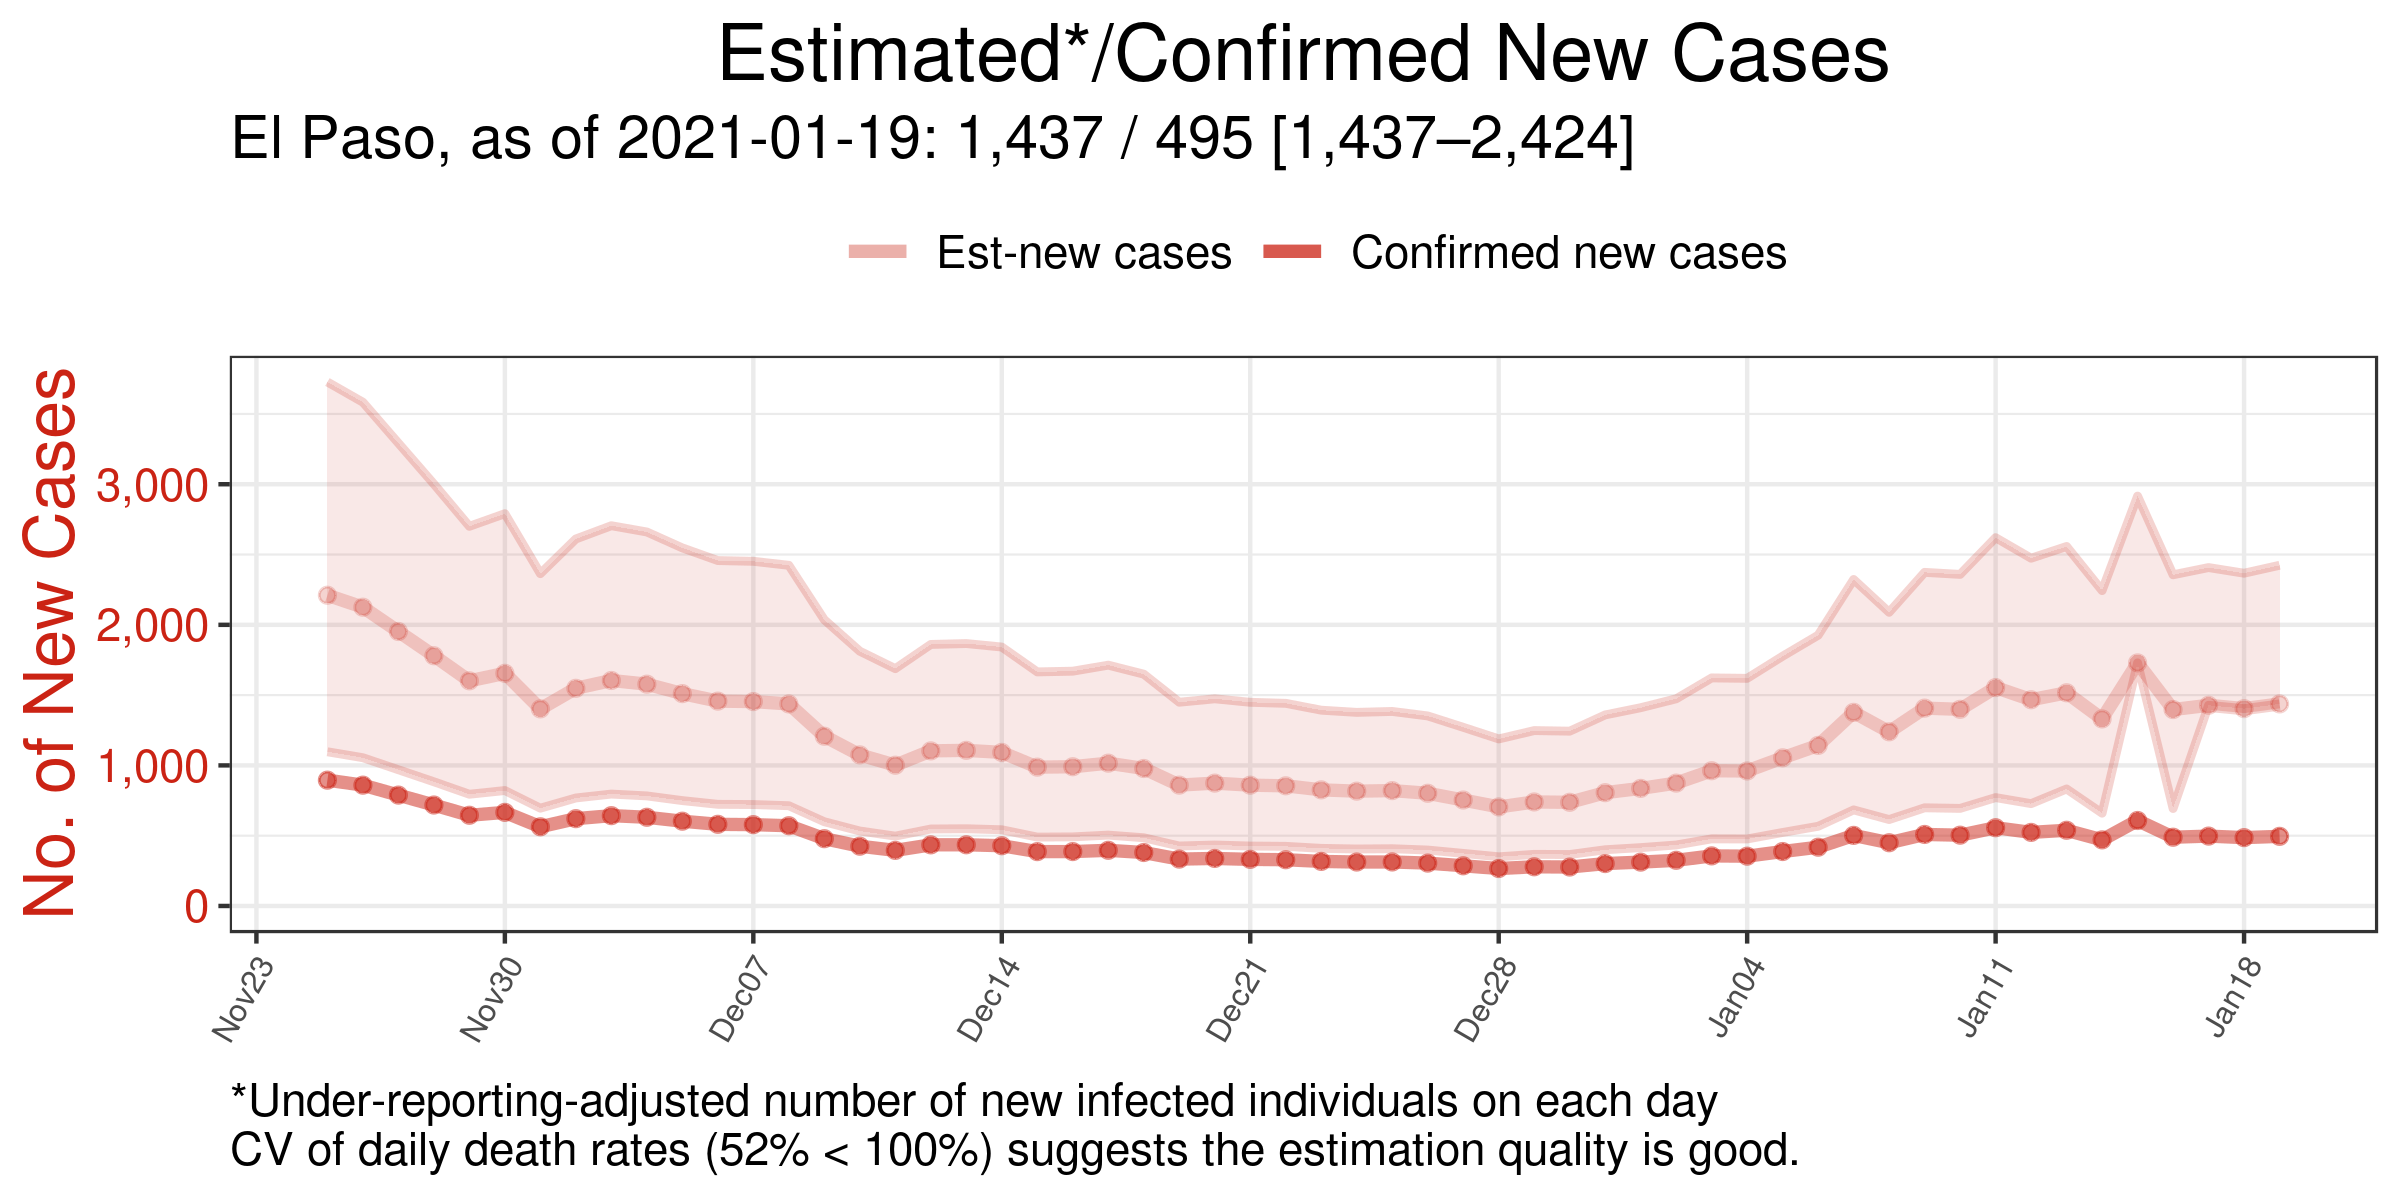 Estimated*/Confirmed New Cases
El Paso, as of 2021-01-19: 1,437 / 495 [1,437–2,424]
Est-new cases
Confirmed new cases
No. of New Cases
3,000
2,000
1,000
0
Nov23
Nov30
Dec07
Dec14
Dec21
Dec28
Jan04
Jan11
Jan18
*Under-reporting-adjusted number of new infected individuals on each day
CV of daily death rates (52% < 100%) suggests the estimation quality is good.